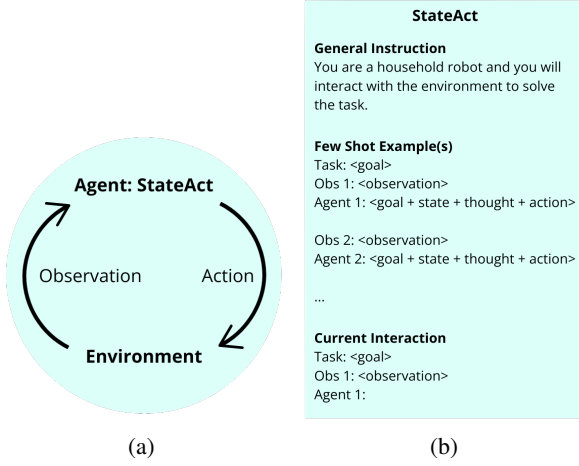 Agent: StateAct
Observation
Action
Environment
(a)
StateAct
General Instruction
You are a household robot and you will
interact with the environment to solve
the task.
Few Shot Example(s)
Task: <goal>
Obs 1: <observation>
Agent 1: <goal + state + thought + action>
Obs 2: <observation>
Agent 2: <goal + state + thought + action>
...
Current Interaction
Task: <goal>
Obs 1: <observation>
Agent 1:
(b)